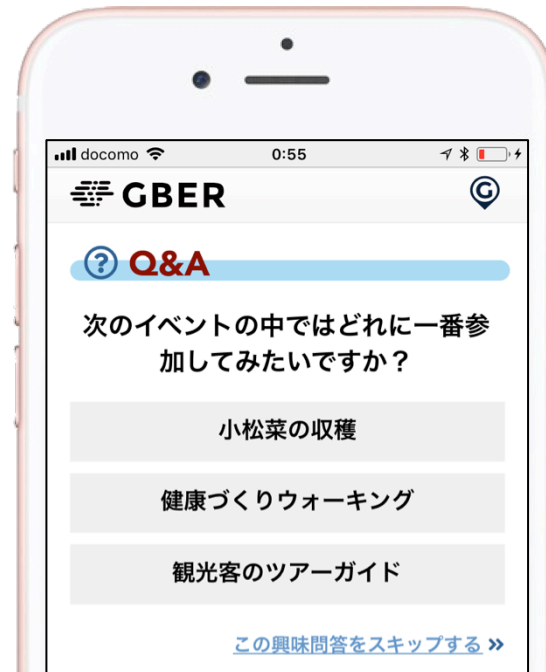 docomo 0:55
GBER G
? Q&A
次のイベントの中ではどれに一番参
加してみたいですか？
小松菜の収穫
健康づくりウォーキング
観光客のツアーガイド
この興味問答をスキップする »